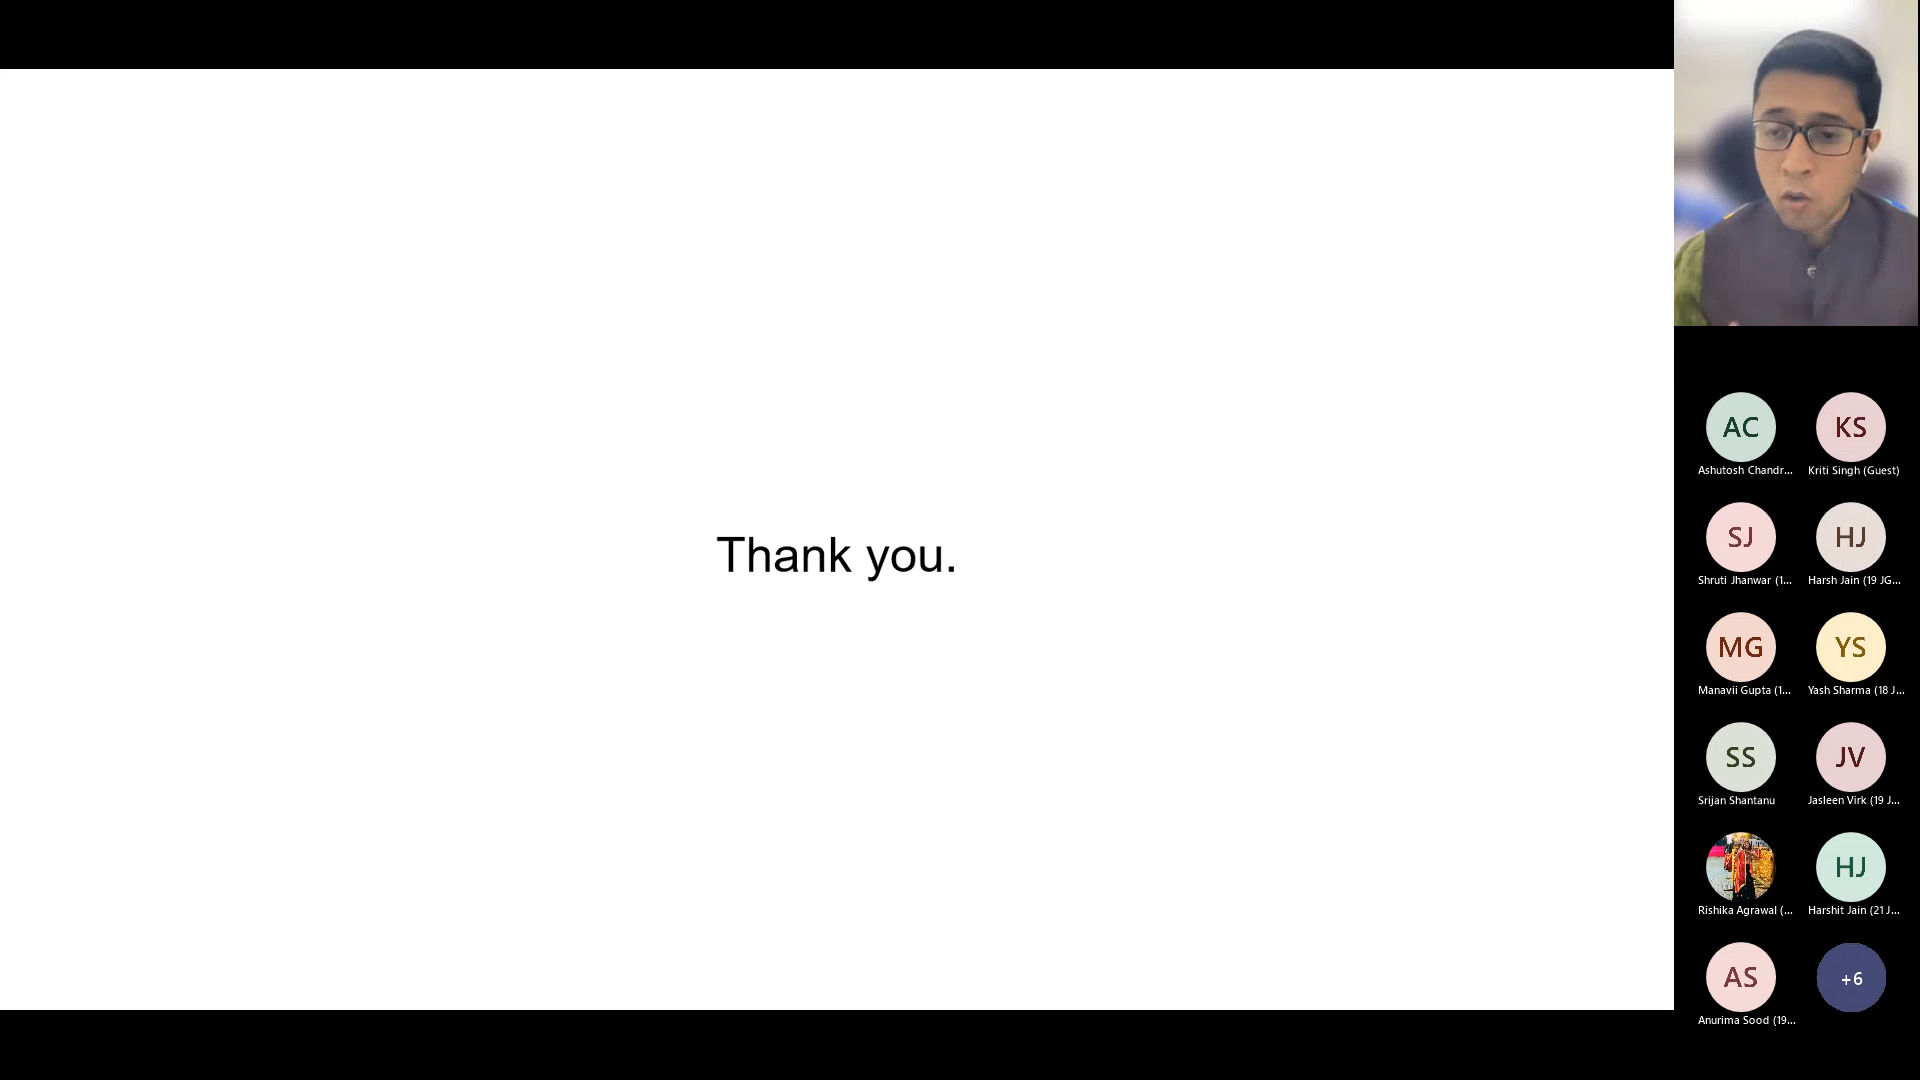 Thank you.
AC
KS
Ashutosh Chandr...
Kriti Singh (Guest)
SJ
HJ
Shruti Jhanwar (1...
Harsh Jain (19 JG...
MG
YS
Manavii Gupta (1...
Yash Sharma (18 J...
SS
JV
Srijan Shantanu
Jasleen Virk (19 J...
HJ
Rishika Agrawal (...
Harshit Jain (21 J...
AS
+6
Anurima Sood (19...